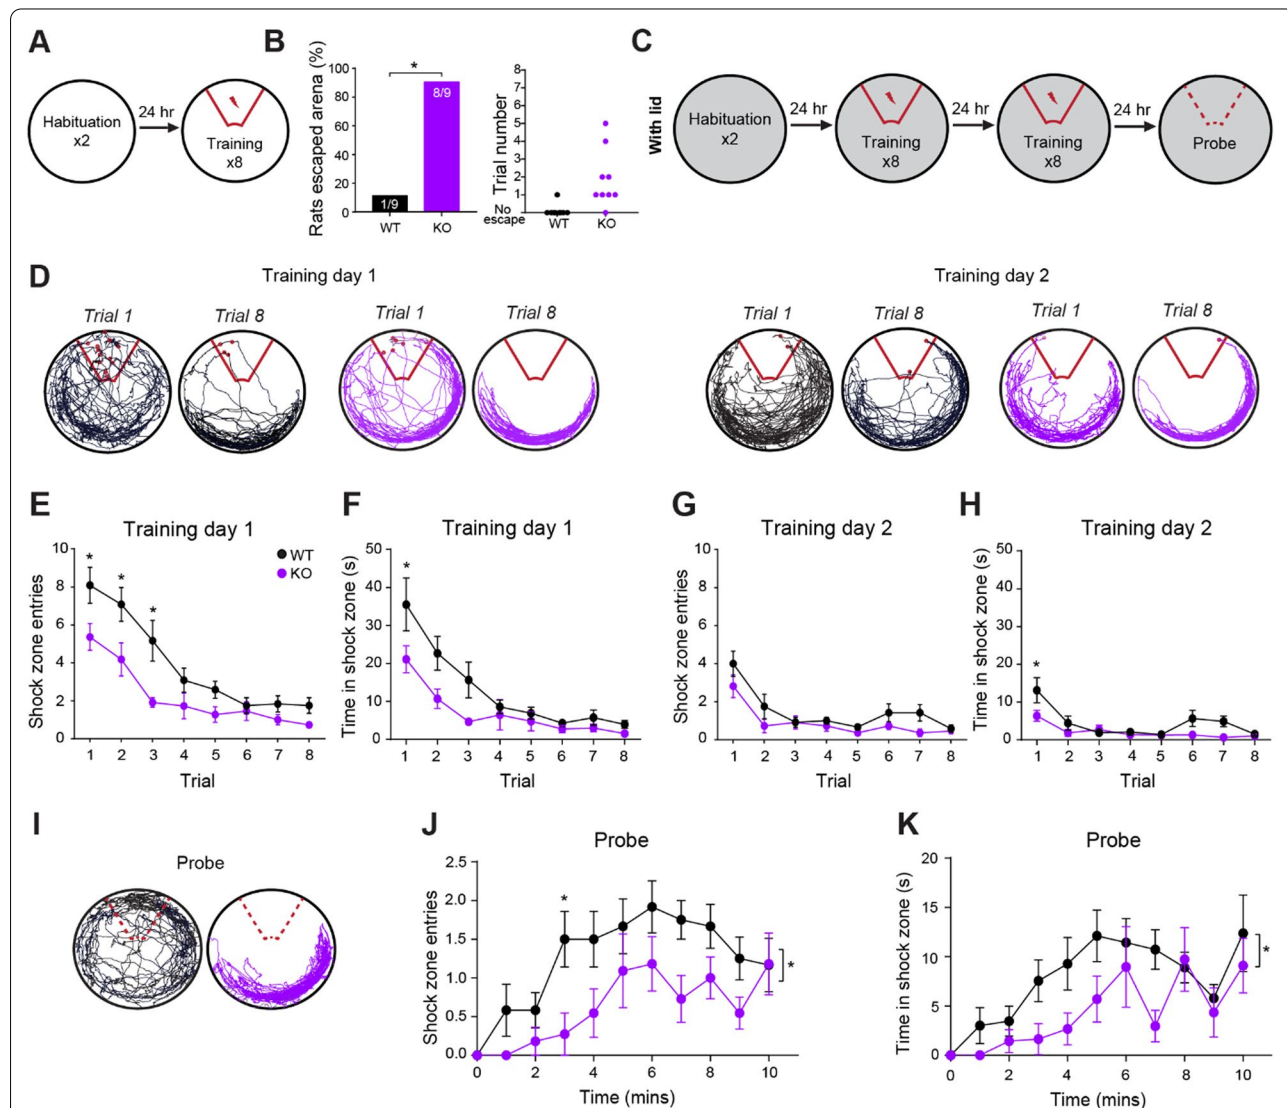 A
Habituation
x2
24 hr
Training
x8
B
Rats escaped arena (%)
100
80
60
40
20
0
*
1/9
8/9
WT
KO
Trial number
8
7
6
5
4
3
2
1
No
escape
WT
KO
C
With lid
Habituation
x2
24 hr
Training
x8
24 hr
Training
x8
24 hr
Probe
D
Training day 1
Trial 1
Trial 8
Trial 1
Trial 8
Training day 2
Trial 1
Trial 8
Trial 1
Trial 8
E
Training day 1
Shock zone entries
10
8
6
4
2
0
*
*
*
WT
KO
1 2 3 4 5 6 7 8
Trial
F
Training day 1
Time in shock zone (s)
50
40
30
20
10
0
*
1 2 3 4 5 6 7 8
Trial
G
Training day 2
Shock zone entries
10
8
6
4
2
0
1 2 3 4 5 6 7 8
Trial
H
Training day 2
Time in shock zone (s)
50
40
30
20
10
0
*
1 2 3 4 5 6 7 8
Trial
I
Probe
J
Probe
Shock zone entries
2.5
2.0
1.5
1.0
0.5
0.0
*
*
0 2 4 6 8 10
Time (mins)
K
Probe
Time in shock zone (s)
20
15
10
5
0
*
0 2 4 6 8 10
Time (mins)